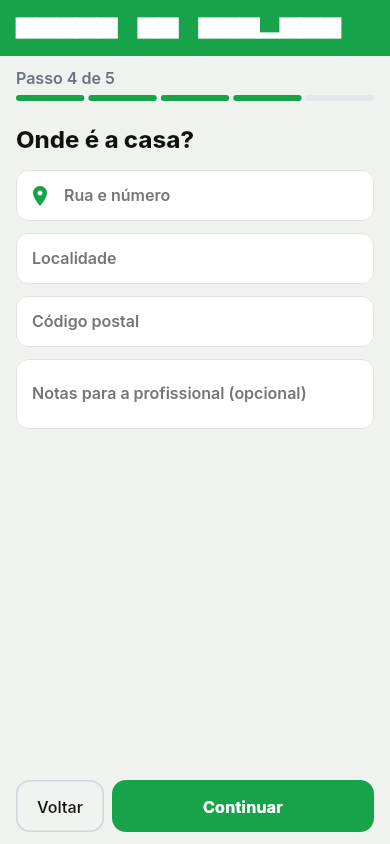 Passo 4 de 5
Onde é a casa?
Rua e número
Localidade
Código postal
Notas para a profissional (opcional)
Voltar
Continuar